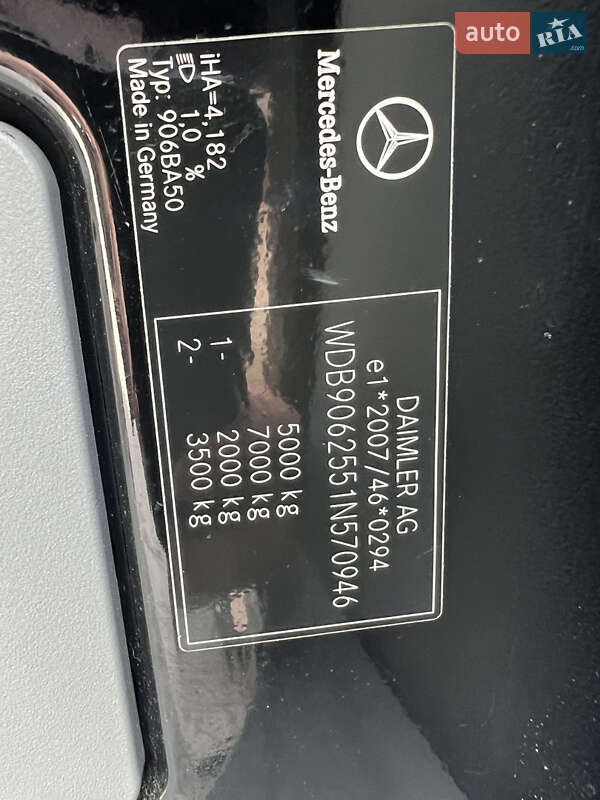 auto RIA.com
Mercedes-Benz
iHA=4,182
1,0 %
Typ: 906BA50
Made in Germany
DAIMLER AG
e1*2007/46*0294
WDB9062551N570946
5000 kg
7000 kg
1- 2000 kg
2- 3500 kg